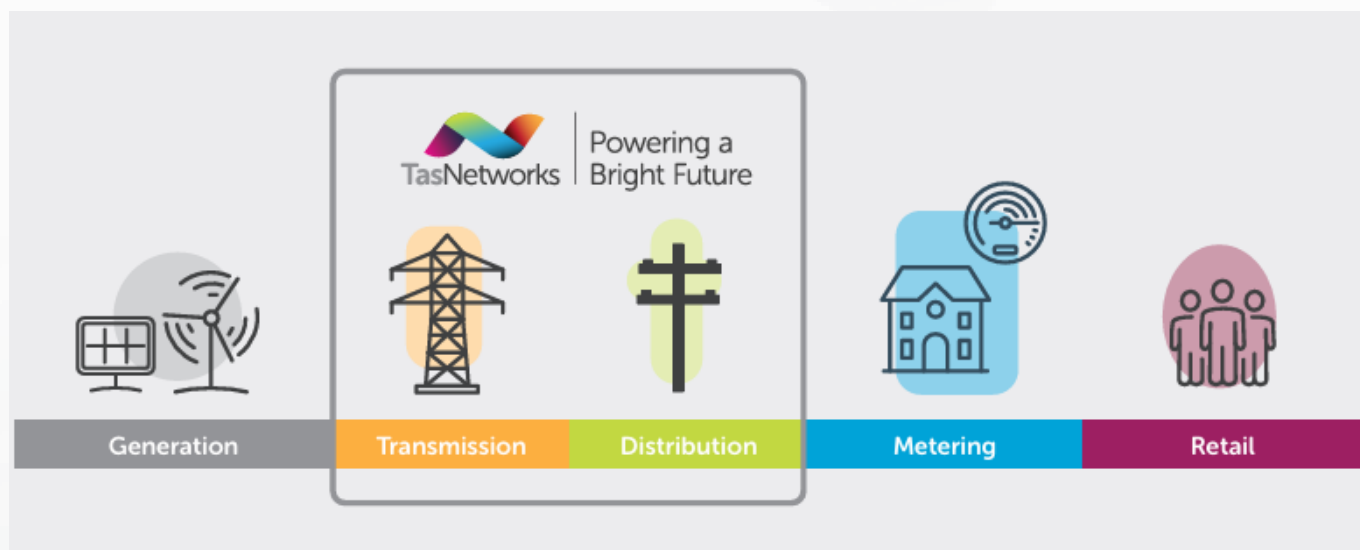 TasNetworks
Powering a
Bright Future
Generation
Transmission
Distribution
Metering
Retail